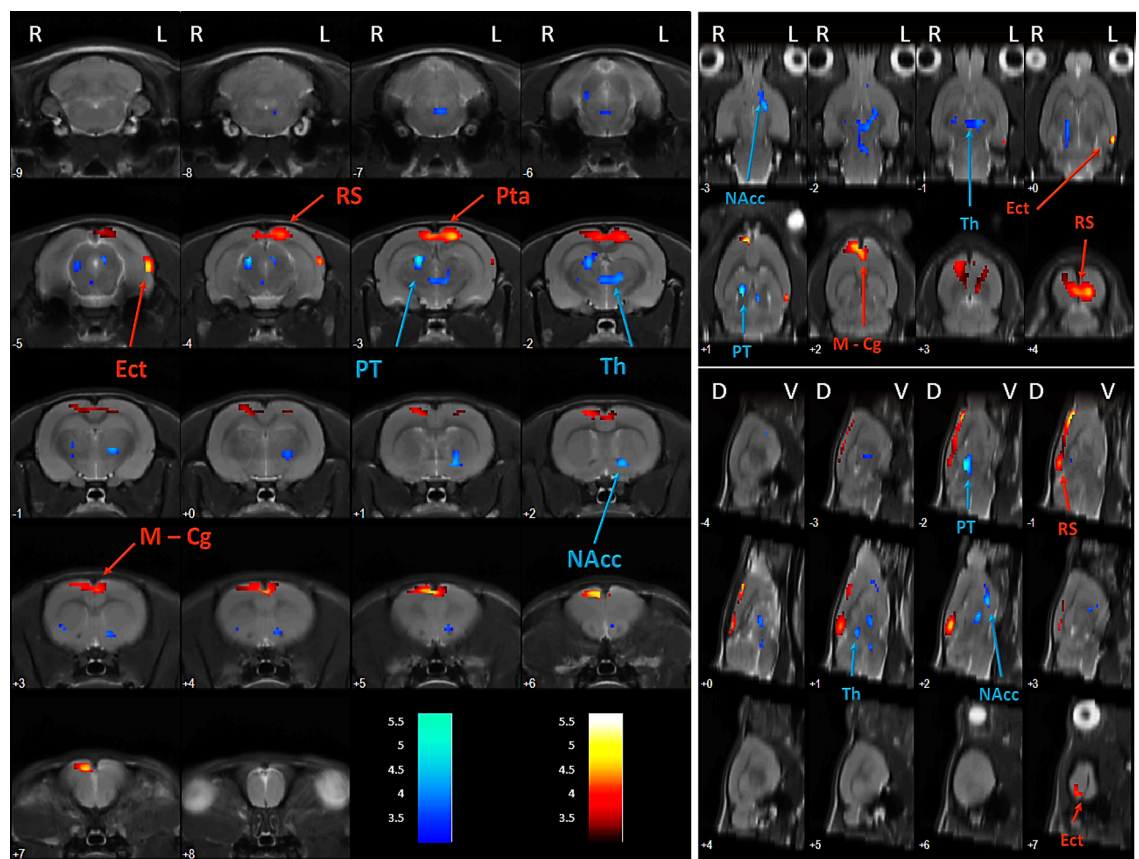 R L R L R L R L
-9 -8 -7 -6
RS Pta
-5 -4 -3 -2
Ect PT Th
-1 +0 +1 +2
M – Cg NAcc
+3 +4 +5 +6
5.5 5.5
5 5
4.5 4.5
4 4
3.5 3.5
+7 +8
R L R L R L R L
-3 -2 -1 +0
NAcc Th Ect
RS
+1 +2 +3 +4
PT M - Cg
D V D V D V D V
-4 -3 -2 -1
PT RS
+0 +1 +2 +3
Th NAcc
+4 +5 +6 +7
Ect